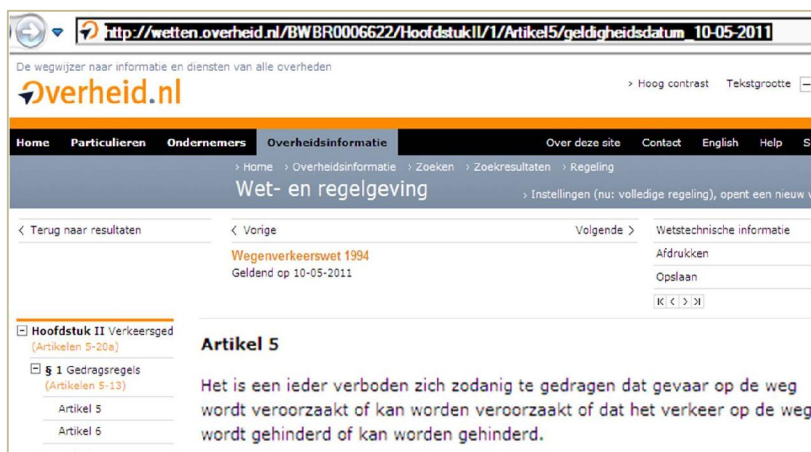 http://wetten.overheid.nl/BWBR0006622/HoofdstukII/1/Artikel5/geldigheidsdatum_10-05-2011
De wegwijzer naar informatie en diensten van alle overheden
Overheid.nl
> Hoog contrast Tekstgrootte
Home Particulieren Ondernemers Overheidsinformatie Over deze site Contact English Help S
> Home > Overheidsinformatie > Zoeken > Zoekresultaten > Regeling
Wet- en regelgeving
> Instellingen (nu: volledige regeling), opent een nieuw v
< Terug naar resultaten
< Vorige Volgende >
Wegenverkeerswet 1994
Geldend op 10-05-2011
Wetstechnische informatie
Afdrukken
Opslaan
Hoofdstuk II Verkeersged
(Artikelen 5-20a)
§ 1 Gedragsregels
(Artikelen 5-13)
Artikel 5
Artikel 6
Artikel 5
Het is een ieder verboden zich zodanig te gedragen dat gevaar op de weg
wordt veroorzaakt of kan worden veroorzaakt of dat het verkeer op de weg
wordt gehinderd of kan worden gehinderd.